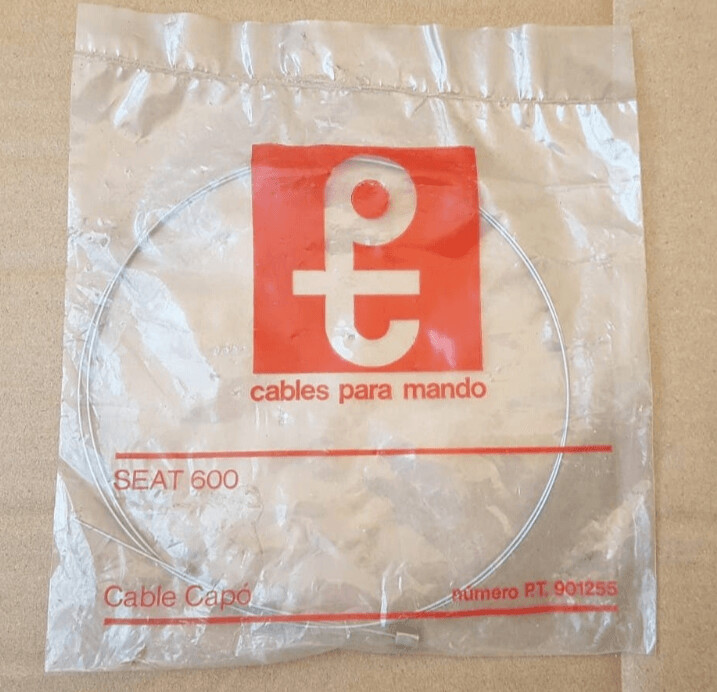 pt
cables para mando
SEAT 600
Cable Capó
número P.T. 901255